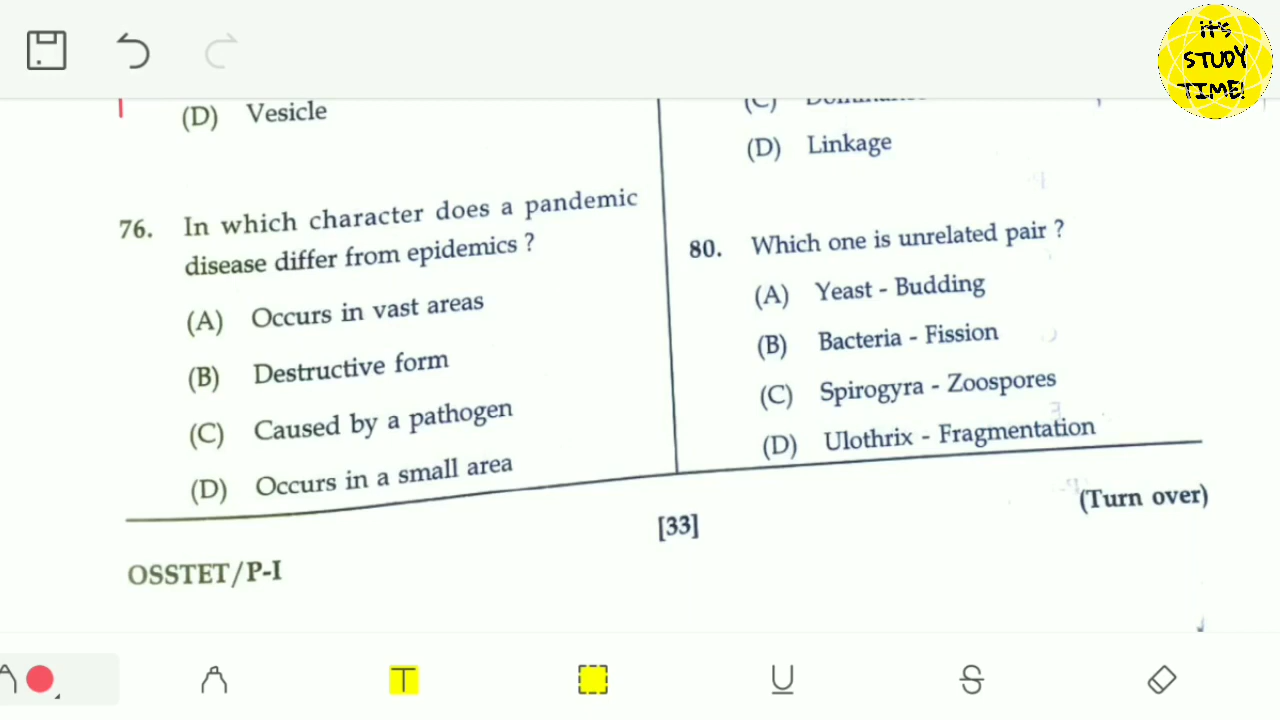 IT'S
STUDY
TIME!
(D) Vesicle
76. In which character does a pandemic
disease differ from epidemics ?
(A) Occurs in vast areas
(B) Destructive form
(C) Caused by a pathogen
(D) Occurs in a small area
(C)
(D) Linkage
80. Which one is unrelated pair ?
(A) Yeast - Budding
(B) Bacteria - Fission
(C) Spirogyra - Zoospores
(D) Ulothrix - Fragmentation
[33]
(Turn over)
OSSTET/P-I
T
U
S